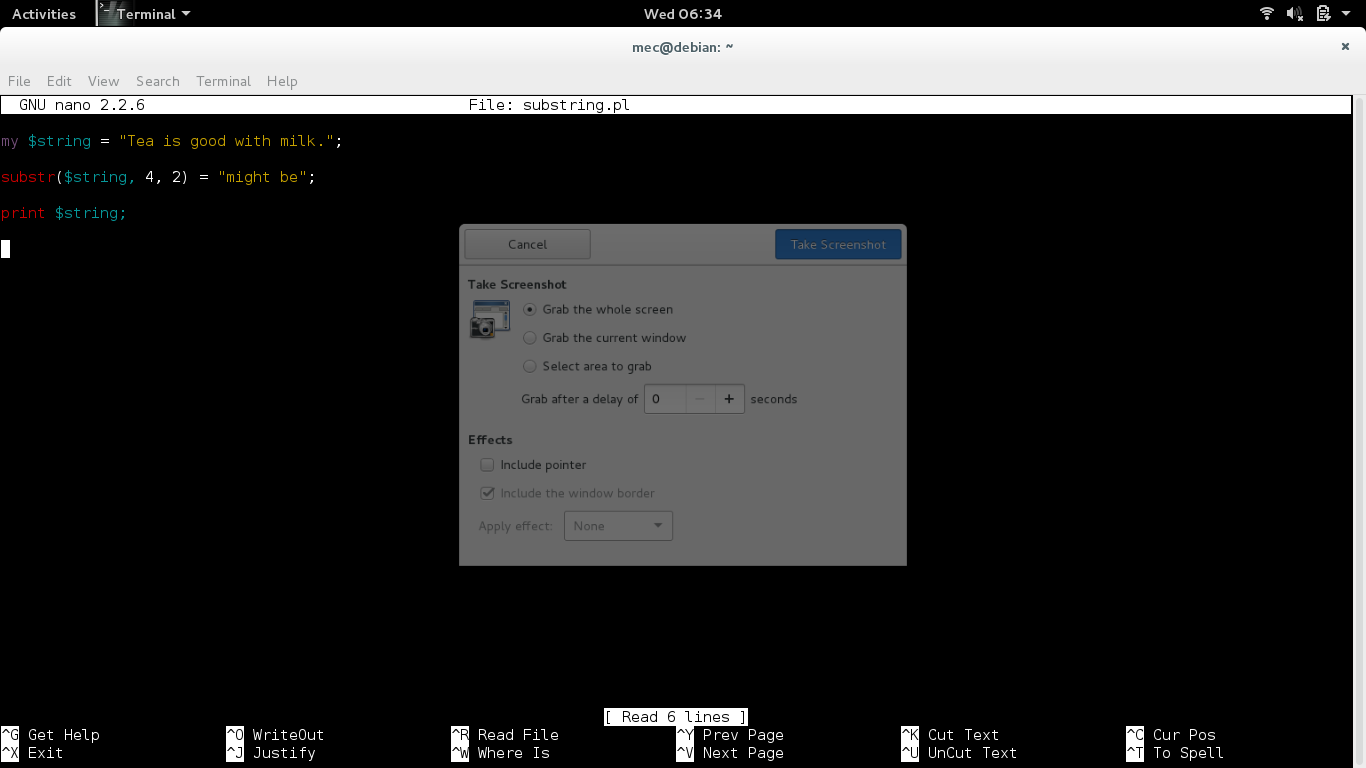 Activities Terminal Wed 06:34
mec@debian: ~ ×
File Edit View Search Terminal Help
GNU nano 2.2.6 File: substring.pl
my $string = "Tea is good with milk.";
substr($string, 4, 2) = "might be";
print $string;
Cancel Take Screenshot
Take Screenshot
Grab the whole screen
Grab the current window
Select area to grab
Grab after a delay of 0 − + seconds
Effects
Include pointer
Include the window border
Apply effect: None
[ Read 6 lines ]
^G Get Help ^O WriteOut ^R Read File ^Y Prev Page ^K Cut Text ^C Cur Pos
^X Exit ^J Justify ^W Where Is ^V Next Page ^U UnCut Text ^T To Spell